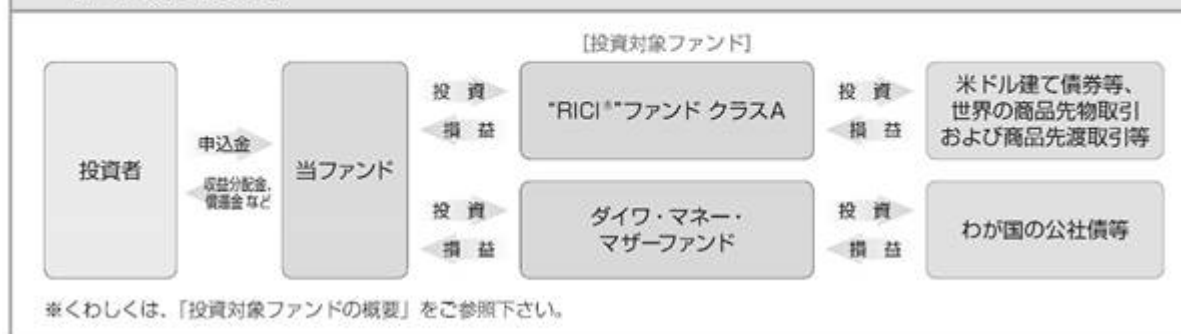 [投資対象ファンド]
投資者
申込金
収益分配金、
償還金 など
当ファンド
投 資
損 益
"RICI®"ファンド クラスA
投 資
損 益
米ドル建て債券等、
世界の商品先物取引
および商品先渡取引等
投 資
損 益
ダイワ・マネー・
マザーファンド
投 資
損 益
わが国の公社債等
※くわしくは、「投資対象ファンドの概要」をご参照下さい。